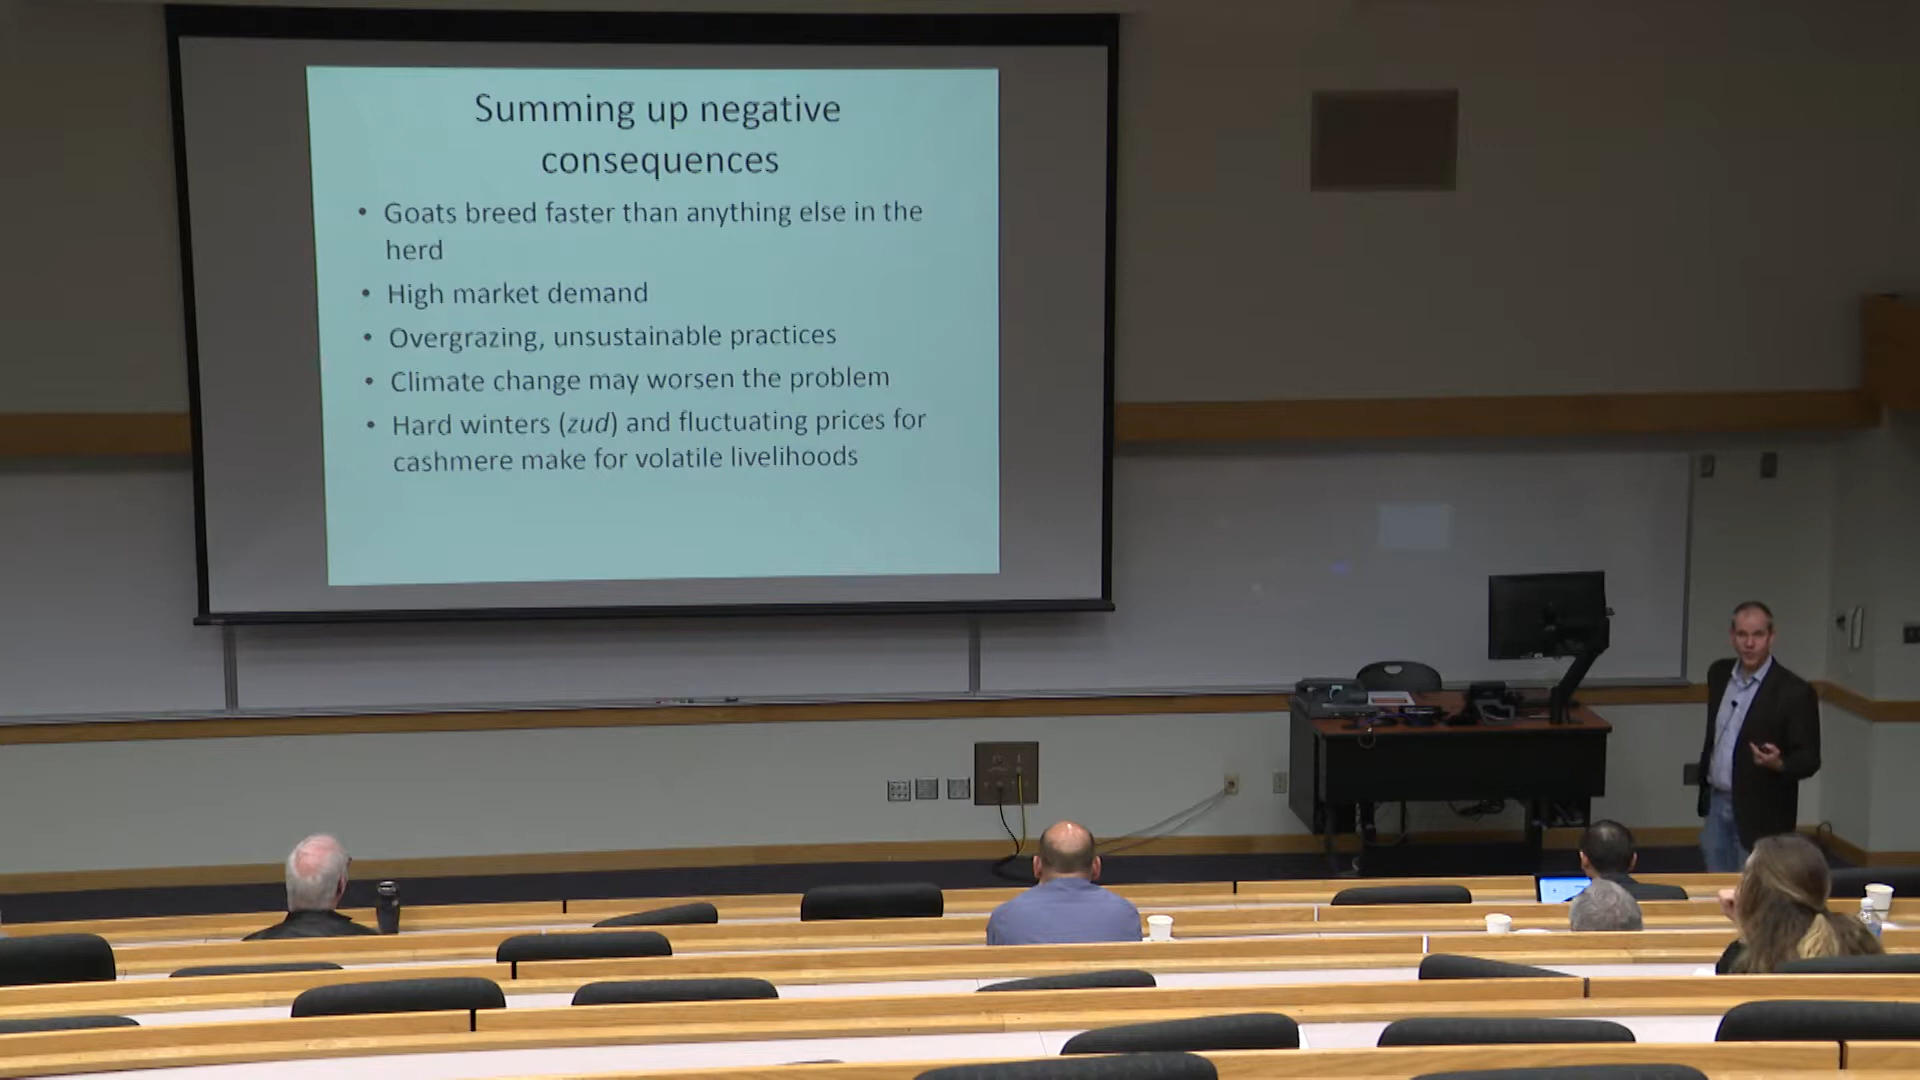 Summing up negative
consequences
• Goats breed faster than anything else in the
herd
• High market demand
• Overgrazing, unsustainable practices
• Climate change may worsen the problem
• Hard winters (zud) and fluctuating prices for
cashmere make for volatile livelihoods